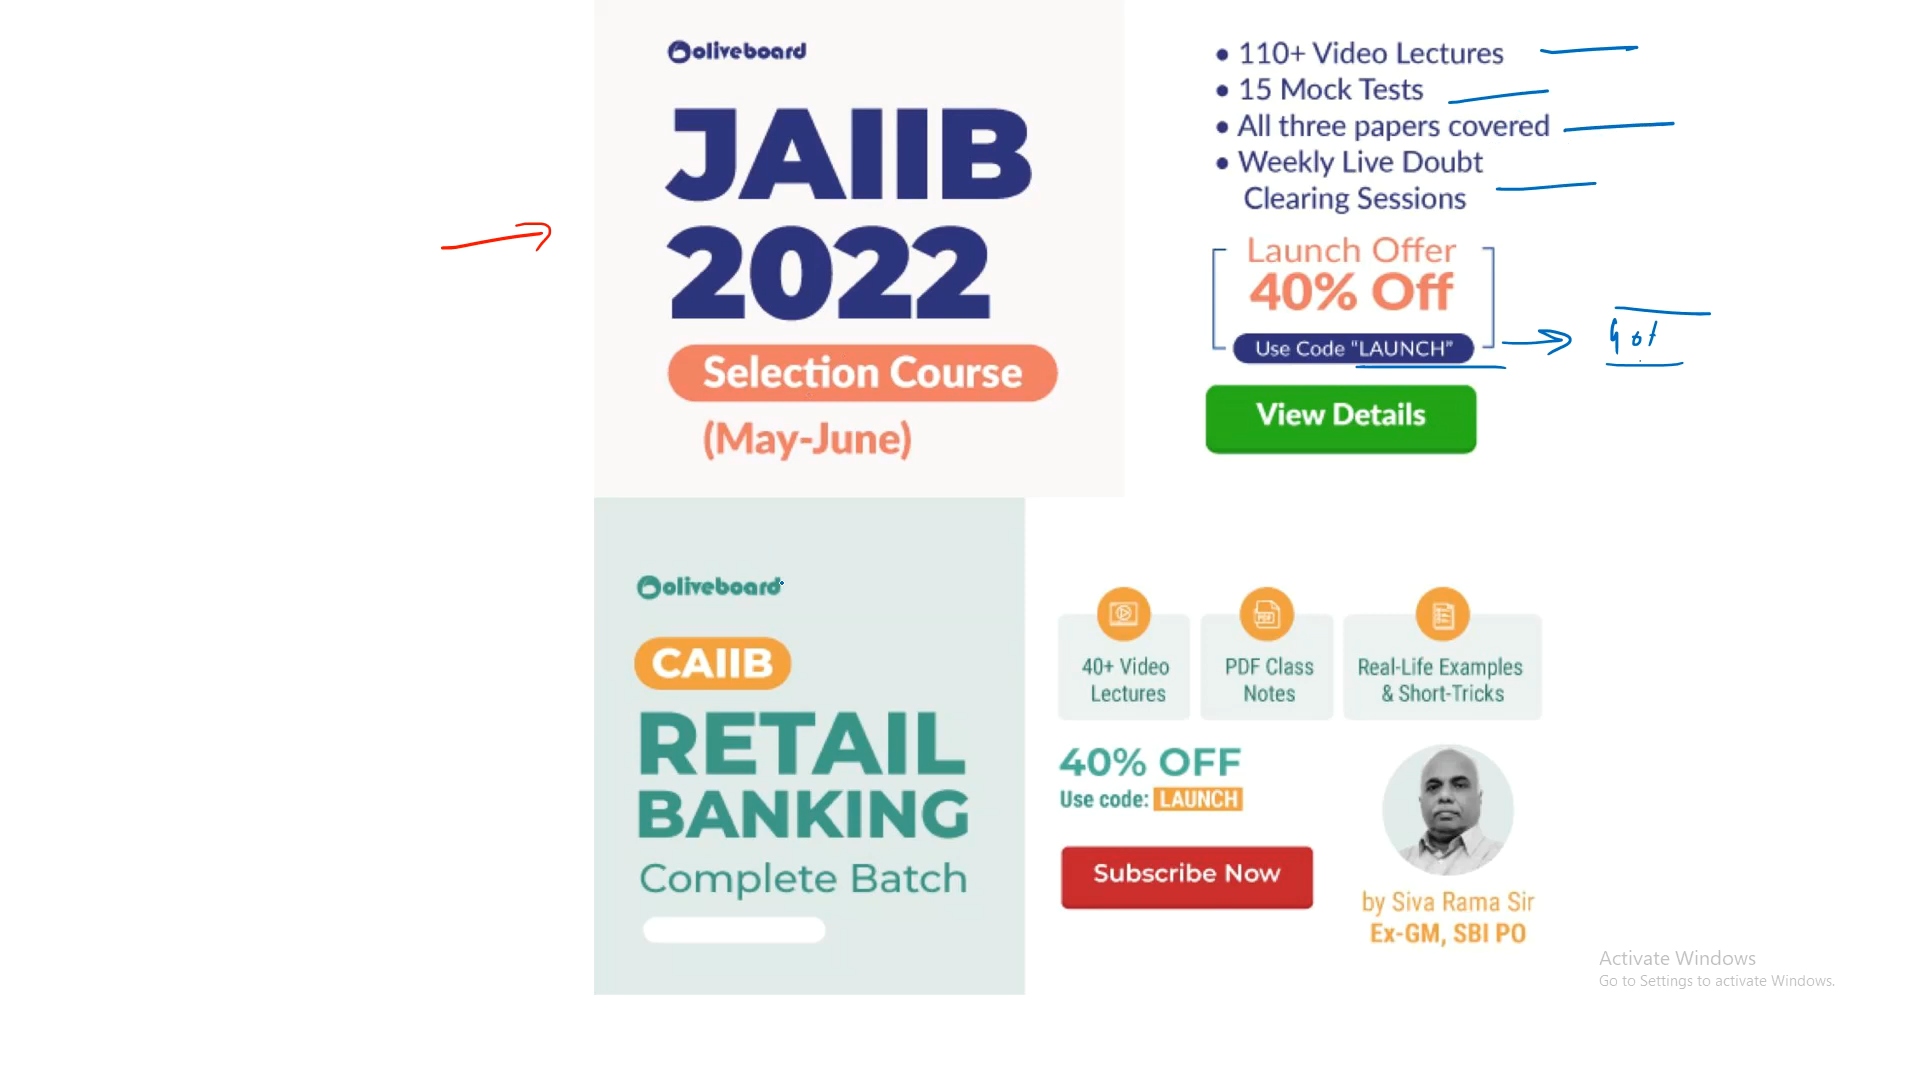 oliveboard
JAIIB
2022
Selection Course
(May-June)
• 110+ Video Lectures
• 15 Mock Tests
• All three papers covered
• Weekly Live Doubt
Clearing Sessions
Launch Offer
40% Off
Use Code “LAUNCH”
View Details
oliveboard
CAIIB
RETAIL
BANKING
Complete Batch
40+ Video
Lectures
PDF
PDF Class
Notes
Real-Life Examples
& Short-Tricks
40% OFF
Use code: LAUNCH
Subscribe Now
by Siva Rama Sir
Ex-GM, SBI PO
Activate Windows
Go to Settings to activate Windows.